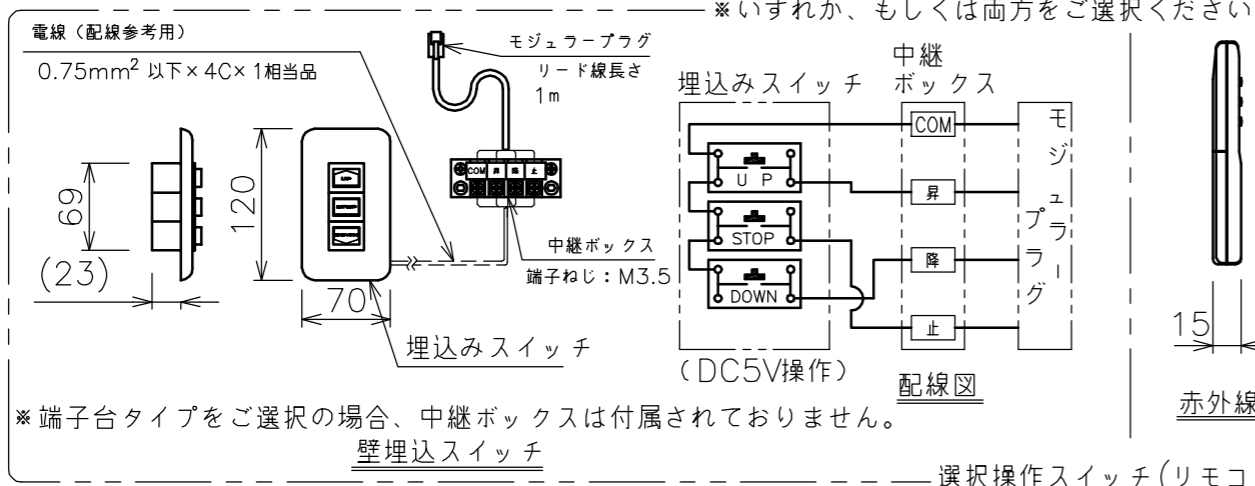 ※いずれか、もしくは両方をご選択ください
電線（配線参考用）
0.75mm² 以下×4C×1相当品
モジュラープラグ
リード線長さ
1m
69
(23)
120
70
UP
COM 昇 降 止
中継ボックス
端子ねじ：M3.5
埋込みスイッチ
埋込みスイッチ
中継
ボックス
COM
UP
昇
STOP
降
DOWN
止
モジュラープラグ
(DC5V操作)
配線図
15
赤外線
※端子台タイプをご選択の場合、中継ボックスは付属されておりません。
壁埋込スイッチ
選択操作スイッチ(リモコ